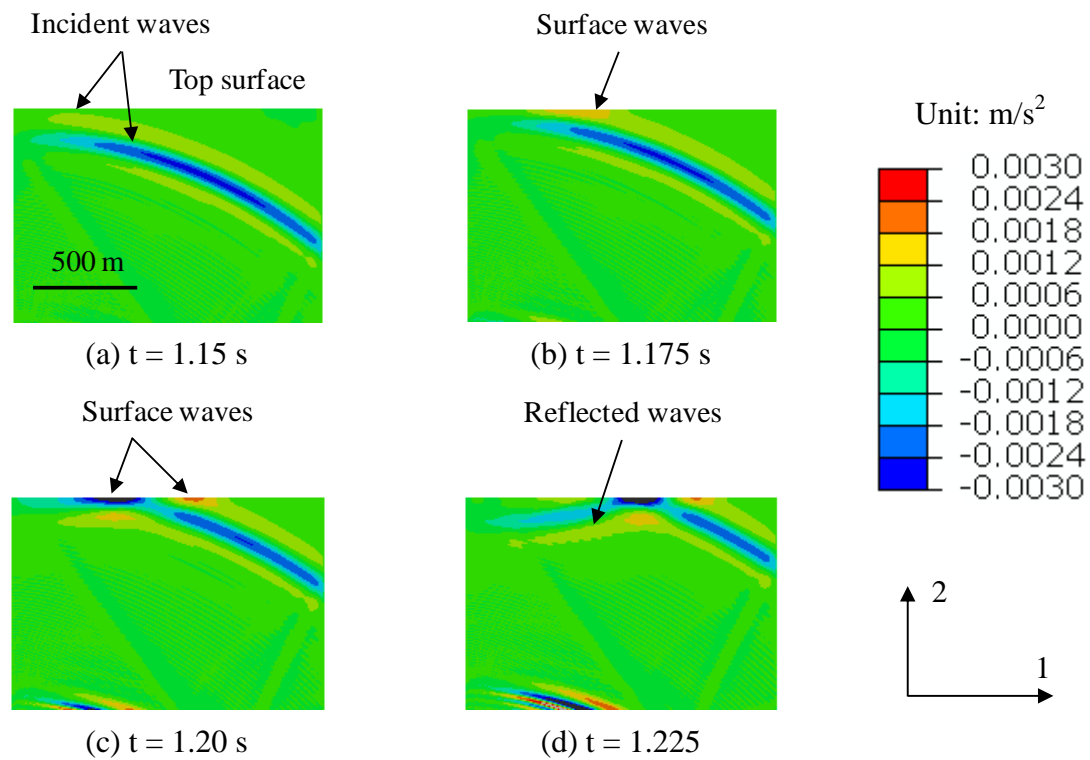 Incident waves
Top surface
Surface waves
Unit: m/s²
500 m
(a) t = 1.15 s
(b) t = 1.175 s
0.0030
0.0024
0.0018
0.0012
0.0006
0.0000
-0.0006
-0.0012
-0.0018
-0.0024
-0.0030
Surface waves
Reflected waves
(c) t = 1.20 s
(d) t = 1.225
2
1